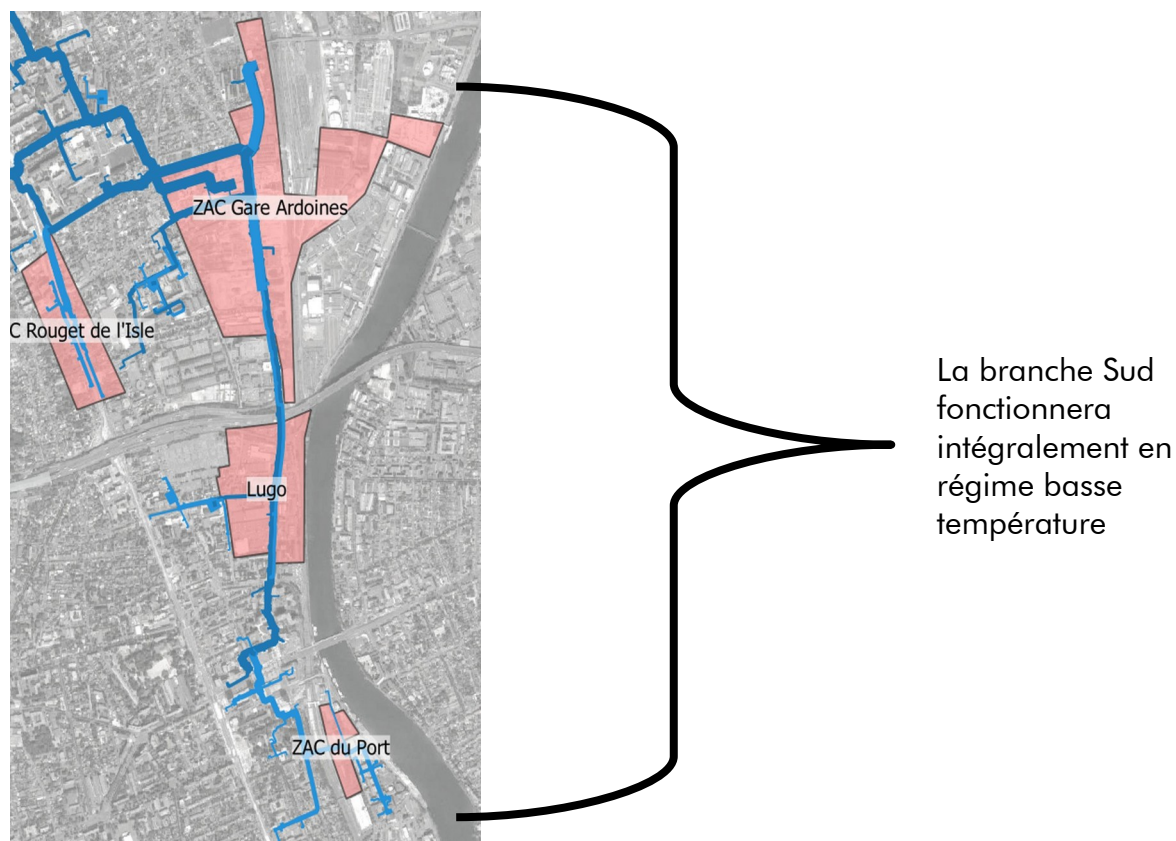 ZAC Gare Ardoines
C Rouget de l'Isle
Lugo
ZAC du Port
La branche Sud
fonctionnera
intégralement en
régime basse
température